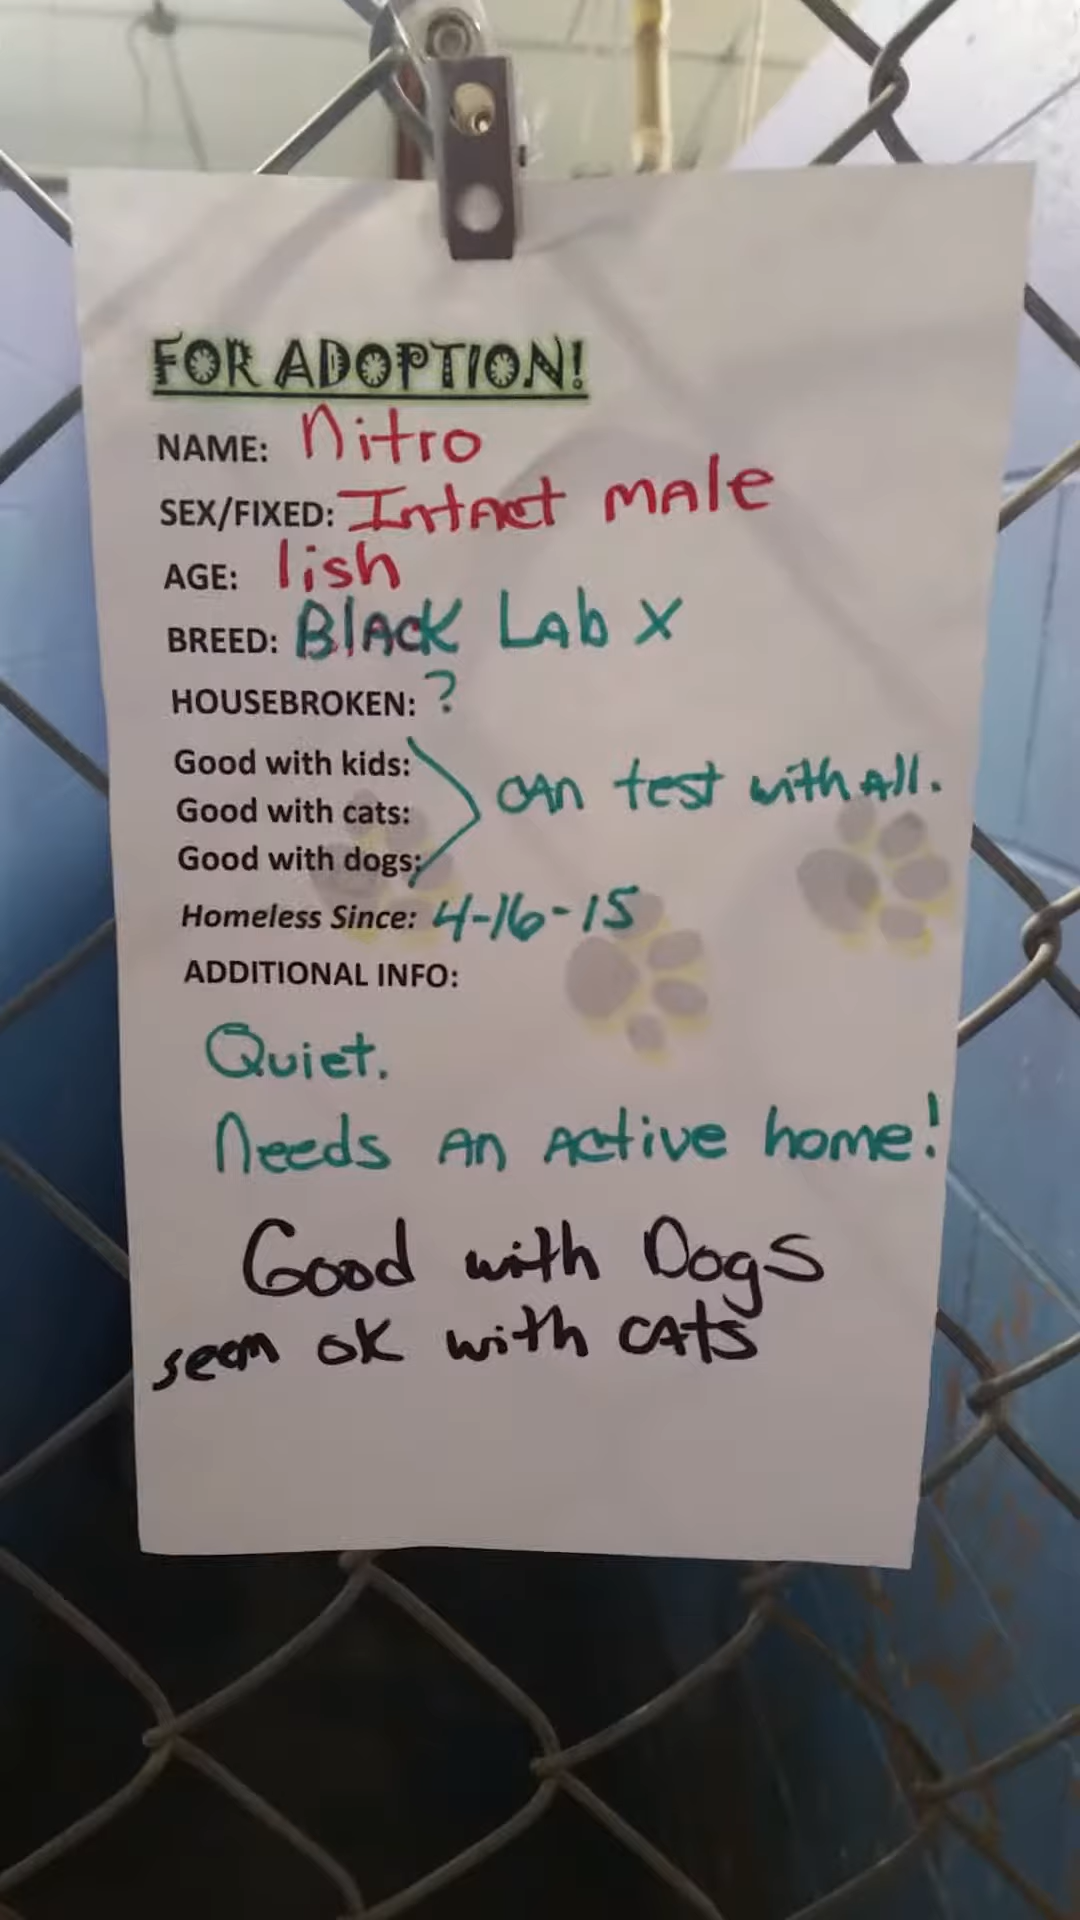 FOR ADOPTION!
NAME: Nitro
SEX/FIXED: Intact male
AGE: 1ish
BREED: Black Lab X
HOUSEBROKEN: ?
Good with kids:
Good with cats: can test with all.
Good with dogs:
Homeless Since: 4-16-15
ADDITIONAL INFO:
Quiet.
Needs an active home!
Good with Dogs
seem ok with cats